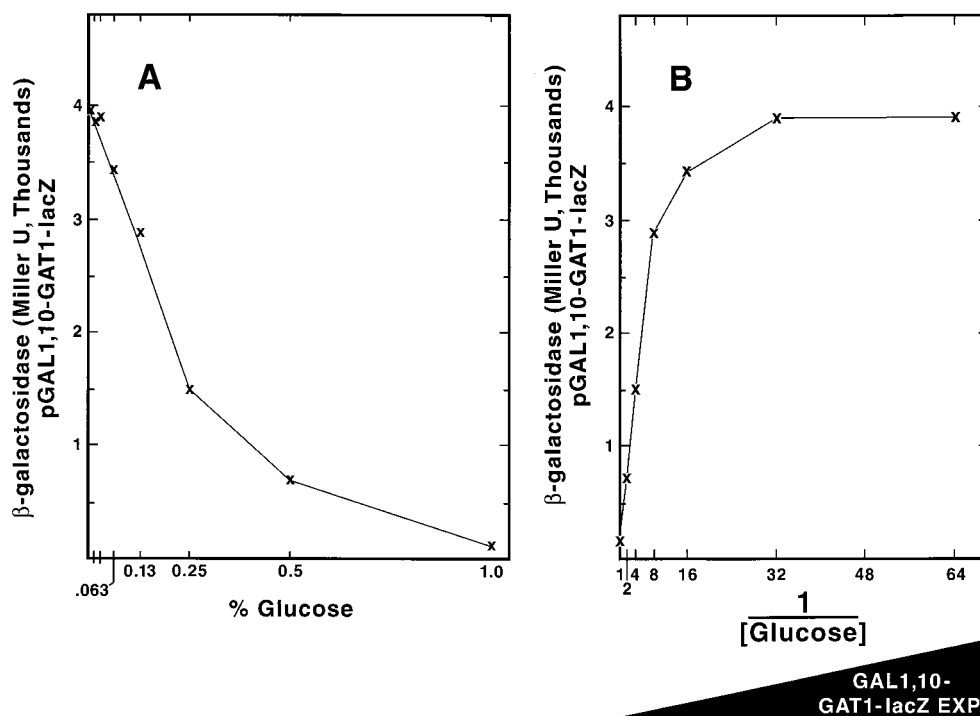 A
β-galactosidase (Miller U, Thousands)
pGAL1,10-GAT1-lacZ
4
3
2
1
.063
0.13
0.25
0.5
1.0
% Glucose
B
β-galactosidase (Miller U, Thousands)
pGAL1,10-GAT1-lacZ
4
3
2
1
1
2
4
8
16
32
48
64
1
[Glucose]
GAL1,10-
GAT1-lacZ EXP